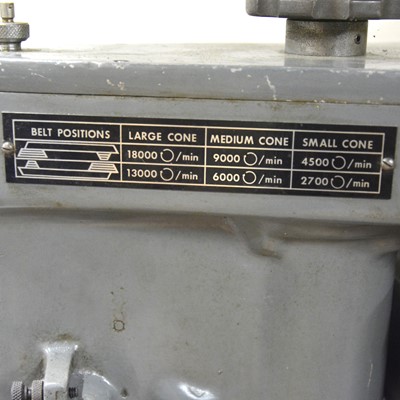 BELT POSITIONS LARGE CONE MEDIUM CONE SMALL CONE
18000 /min 9000 /min 4500 /min
13000 /min 6000 /min 2700 /min